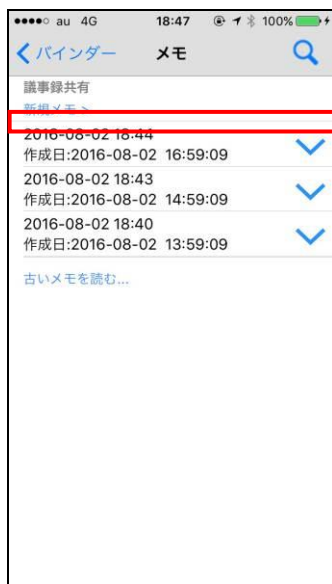 au 4G 18:47 100%
バインダー メモ
議事録共有
新規メモ >
2016-08-02 18:44
作成日:2016-08-02 16:59:09
2016-08-02 18:43
作成日:2016-08-02 14:59:09
2016-08-02 18:40
作成日:2016-08-02 13:59:09
古いメモを読む...